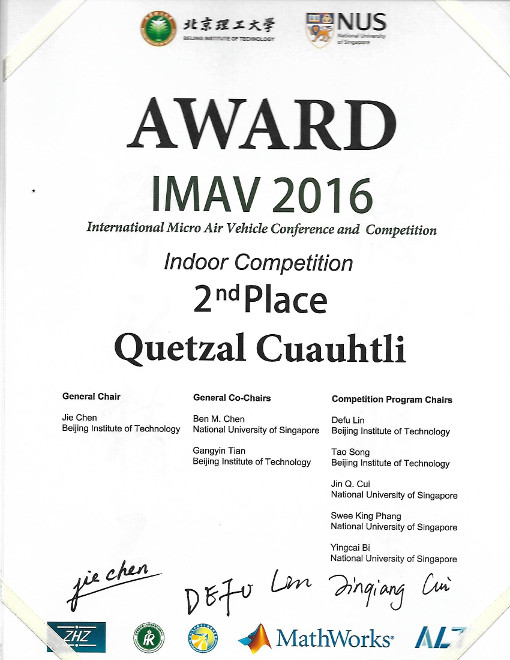 北京理工大学
BEIJING INSTITUTE OF TECHNOLOGY
NUS
National University
of Singapore
AWARD
IMAV 2016
International Micro Air Vehicle Conference and Competition
Indoor Competition
2nd Place
Quetzal Cuauhtli
General Chair
Jie Chen
Beijing Institute of Technology
General Co-Chairs
Ben M. Chen
National University of Singapore
Gangyin Tian
Beijing Institute of Technology
Competition Program Chairs
Defu Lin
Beijing Institute of Technology
Tao Song
Beijing Institute of Technology
Jin Q. Cui
National University of Singapore
Swee King Phang
National University of Singapore
Yingcai Bi
National University of Singapore
jie chen
DEFU Lin
Jinqiang Cui
ZHZ
MathWorks®